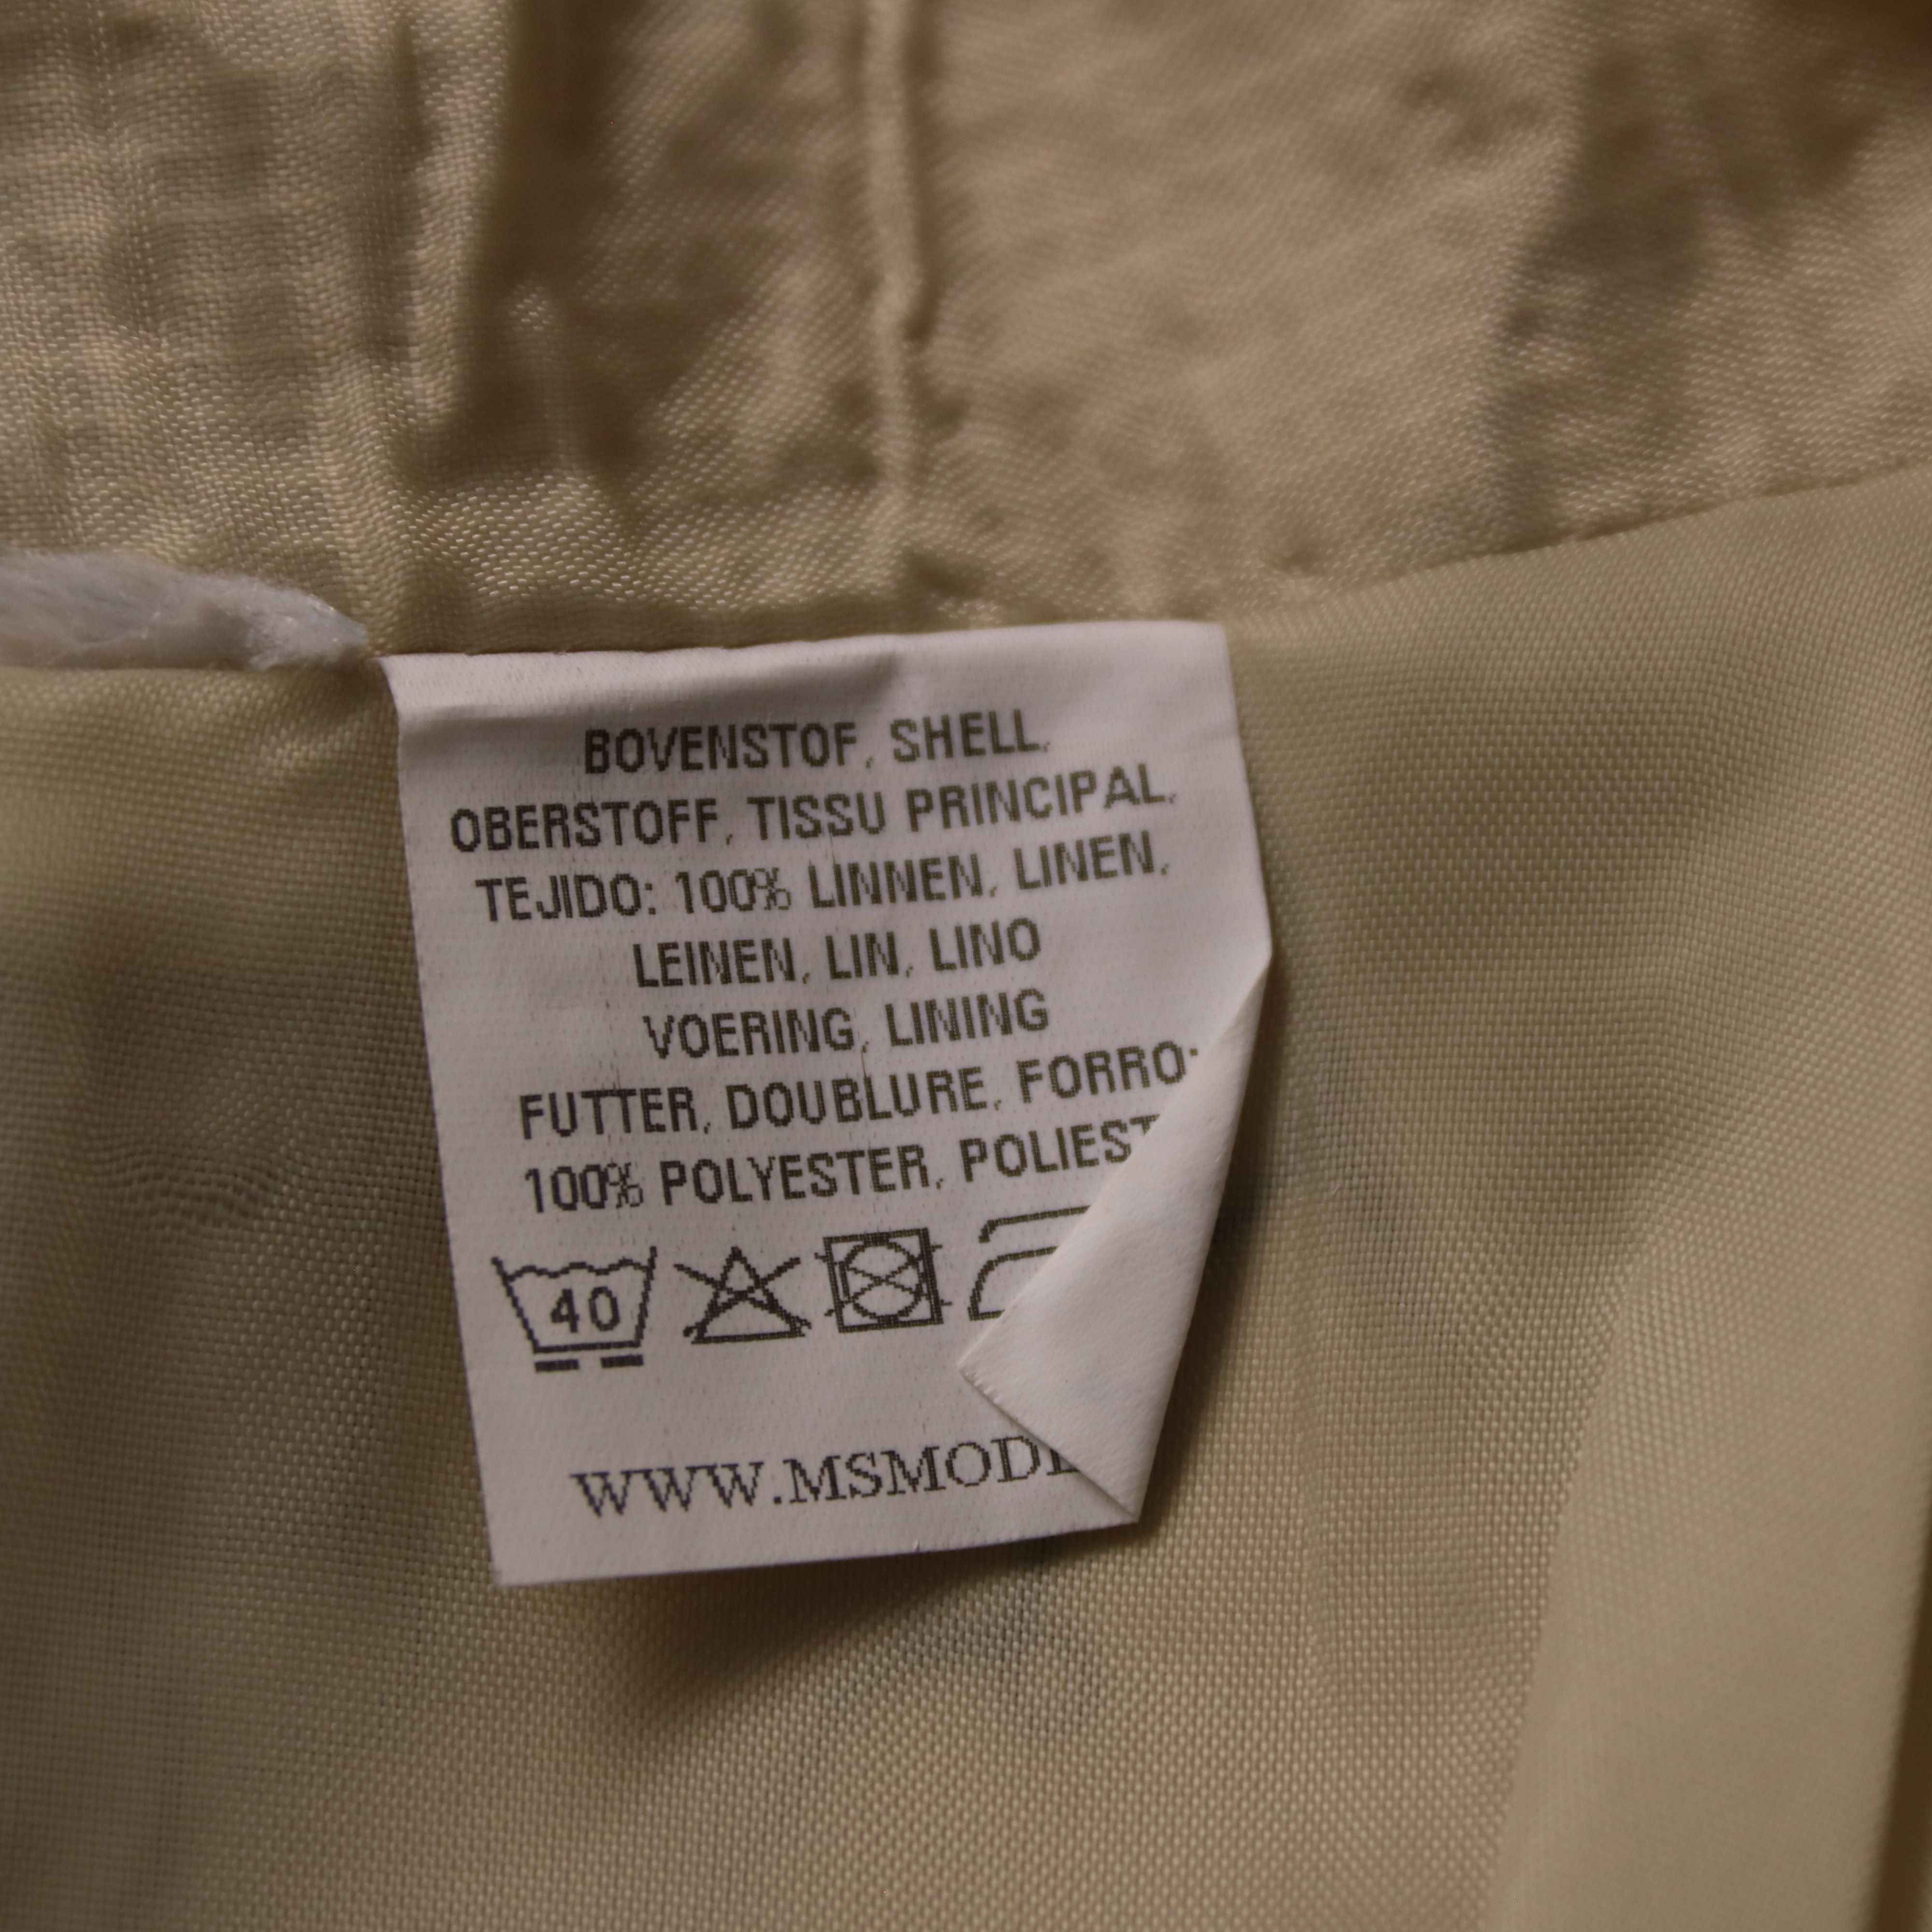 BOVENSTOF, SHELL,
OBERSTOFF, TISSU PRINCIPAL,
TEJIDO: 100% LINNEN, LINEN,
LEINEN, LIN, LINO
VOERING, LINING
FUTTER, DOUBLURE, FORRO:
100% POLYESTER,
40